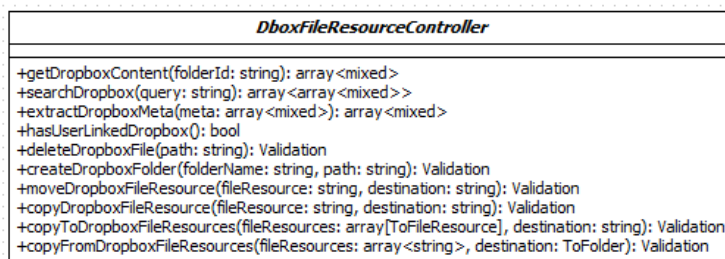 DboxFileResourceController
+getDropboxContent(folderId: string): array<mixed>
+searchDropbox(query: string): array<array<mixed>>
+extractDropboxMeta(meta: array<mixed>): array<mixed>
+hasUserLinkedDropbox(): bool
+deleteDropboxFile(path: string): Validation
+createDropboxFolder(folderName: string, path: string): Validation
+moveDropboxFileResource(fileResource: string, destination: string): Validation
+copyDropboxFileResource(fileResource: string, destination: string): Validation
+copyToDropboxFileResources(fileResources: array[ToFileResource], destination: string): Validation
+copyFromDropboxFileResources(fileResources: array<string>, destination: ToFolder): Validation